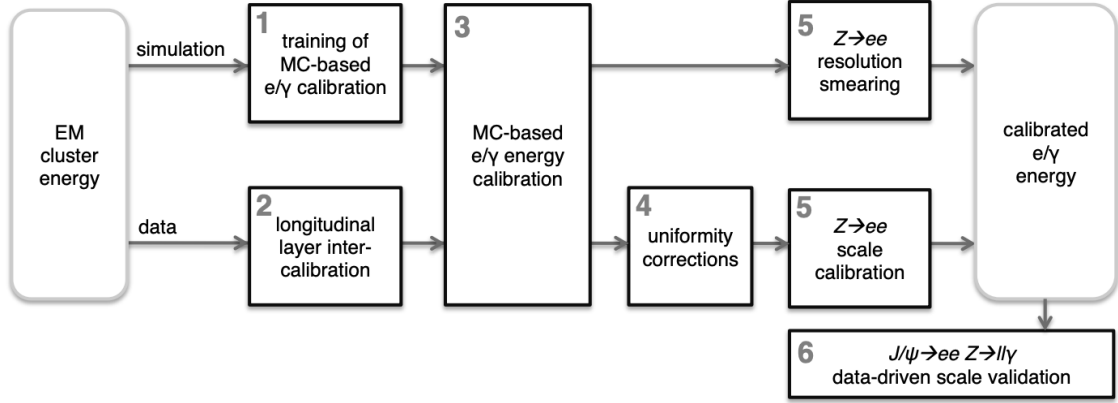 EM
cluster
energy
simulation
data
1
training of
MC-based
e/γ calibration
2
longitudinal
layer inter-
calibration
3
MC-based
e/γ energy
calibration
4
uniformity
corrections
5
Z→ee
resolution
smearing
5
Z→ee
scale
calibration
calibrated
e/γ
energy
6
J/ψ→ee Z→llγ
data-driven scale validation